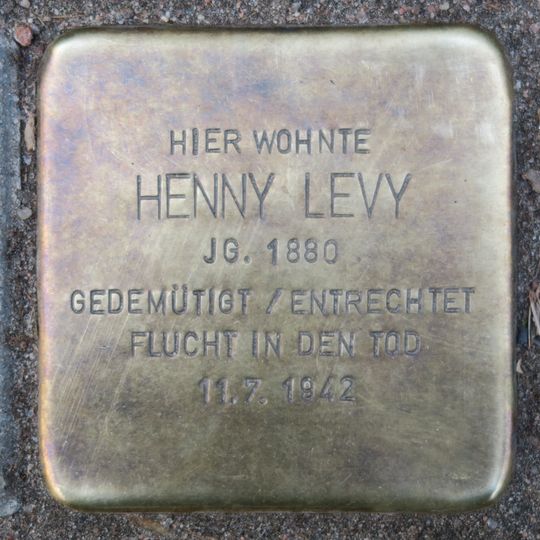 HIER WOHNTE
HENNY LEVY
JG. 1880
GEDEMÜTIGT / ENTRECHTET
FLUCHT IN DEN TOD
11.7. 1942